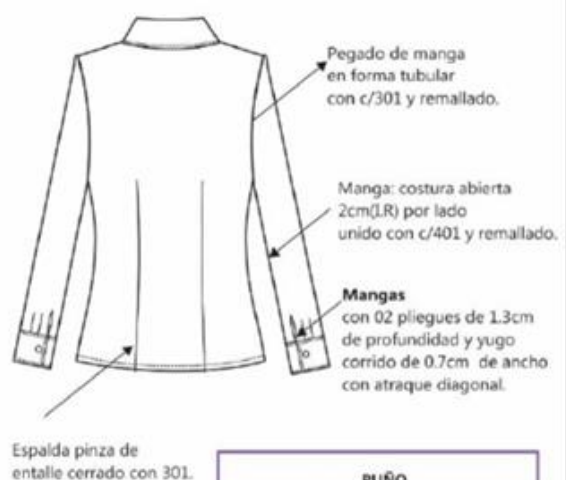 Pegado de manga
en forma tubular
con c/301 y remallado.
Manga: costura abierta
2cm(I.R) por lado
unido con c/401 y remallado.
Mangas
con 02 pliegues de 1.3cm
de profundidad y yugo
corrido de 0.7cm de ancho
con atraque diagonal.
Espalda pinza de
entalle cerrado con 301.
PUÑO